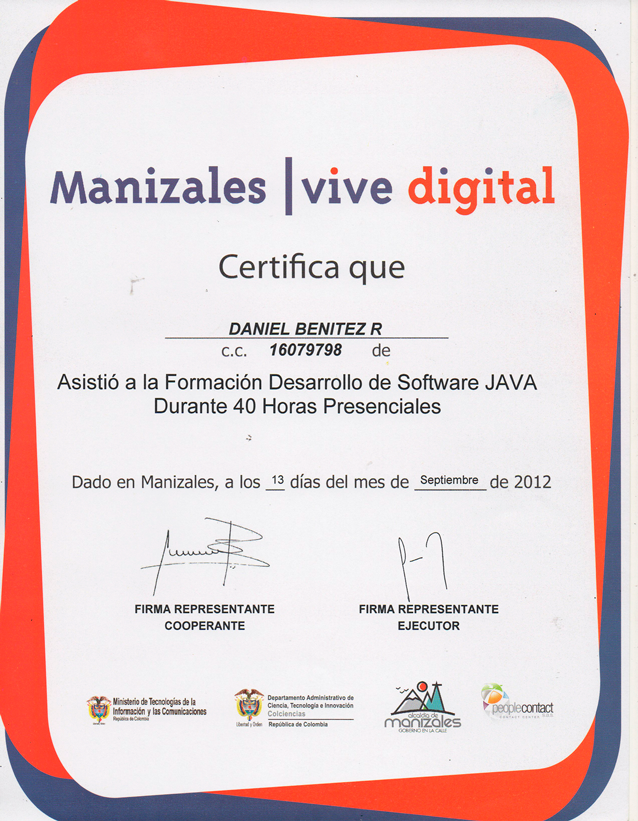 Manizales | vive digital
Certifica que
DANIEL BENITEZ R
c.c. 16079798 de
Asistió a la Formación Desarrollo de Software JAVA
Durante 40 Horas Presenciales
Dado en Manizales, a los 13 días del mes de Septiembre de 2012
FIRMA REPRESENTANTE
COOPERANTE
FIRMA REPRESENTANTE
EJECUTOR
Ministerio de Tecnologías de la
Información y las Comunicaciones
República de Colombia
Departamento Administrativo de
Ciencia, Tecnología e Innovación
Colciencias
Libertad y Orden
República de Colombia
alcaldía de
manizales
GOBIERNO EN LA CALLE
peoplecontact
CONTACT CENTER S.A.S.